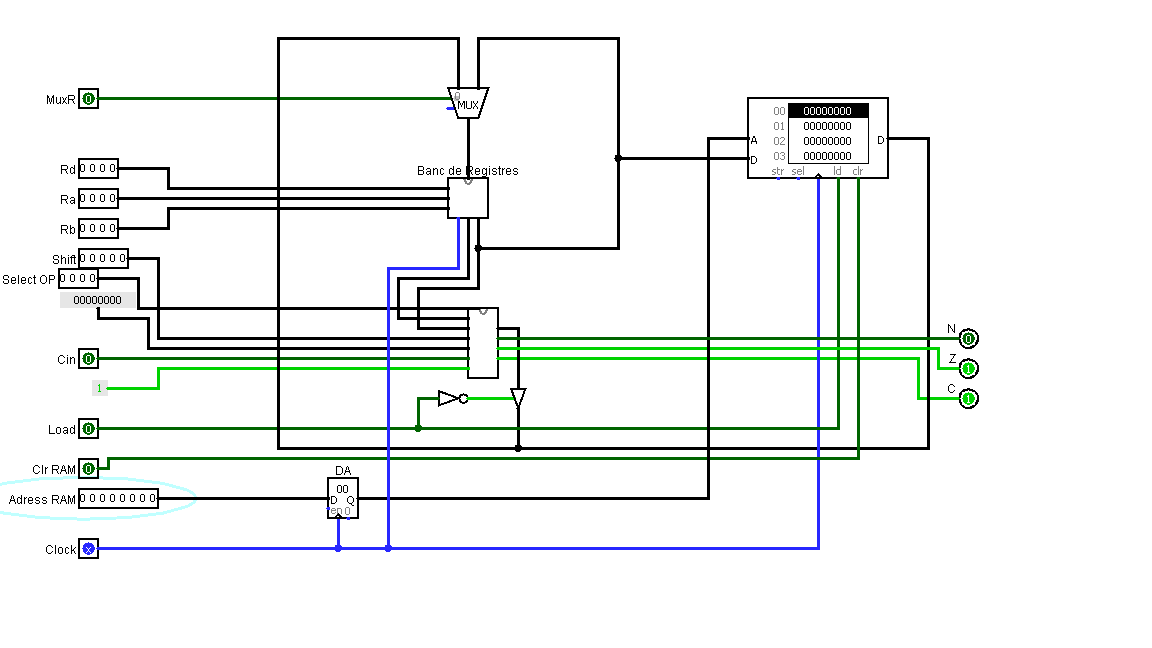 MuxR 0
0
MUX
Banc de Registres
Rd 0 0 0 0
Ra 0 0 0 0
Rb 0 0 0 0
Shift 0 0 0 0 0
Select OP 0 0 0 0
00000000
Cin 0
1
Load 0
Clr RAM 0
Adress RAM 0 0 0 0 0 0 0 0
Clock x
DA
00
D Q
en 0
A
D
00 00000000
01 00000000
02 00000000
03 00000000
str sel ld clr
D
N 0
Z 1
C 1